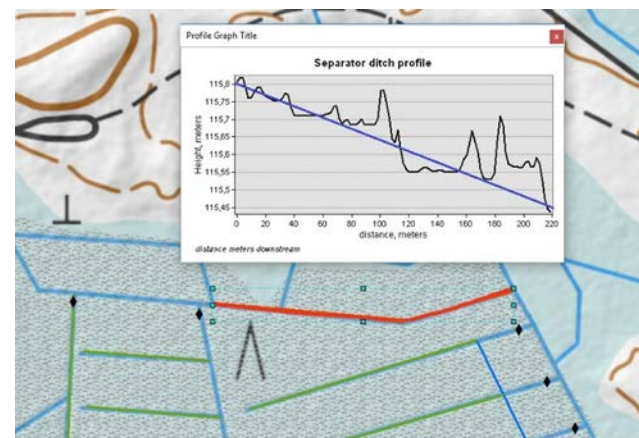 Profile Graph Title
x
Separator ditch profile
Height, meters
115,8
115,75
115,7
115,65
115,6
115,55
115,5
115,45
0 20 40 60 80 100 120 140 160 180 200 220
distance, meters
distance meters downstream